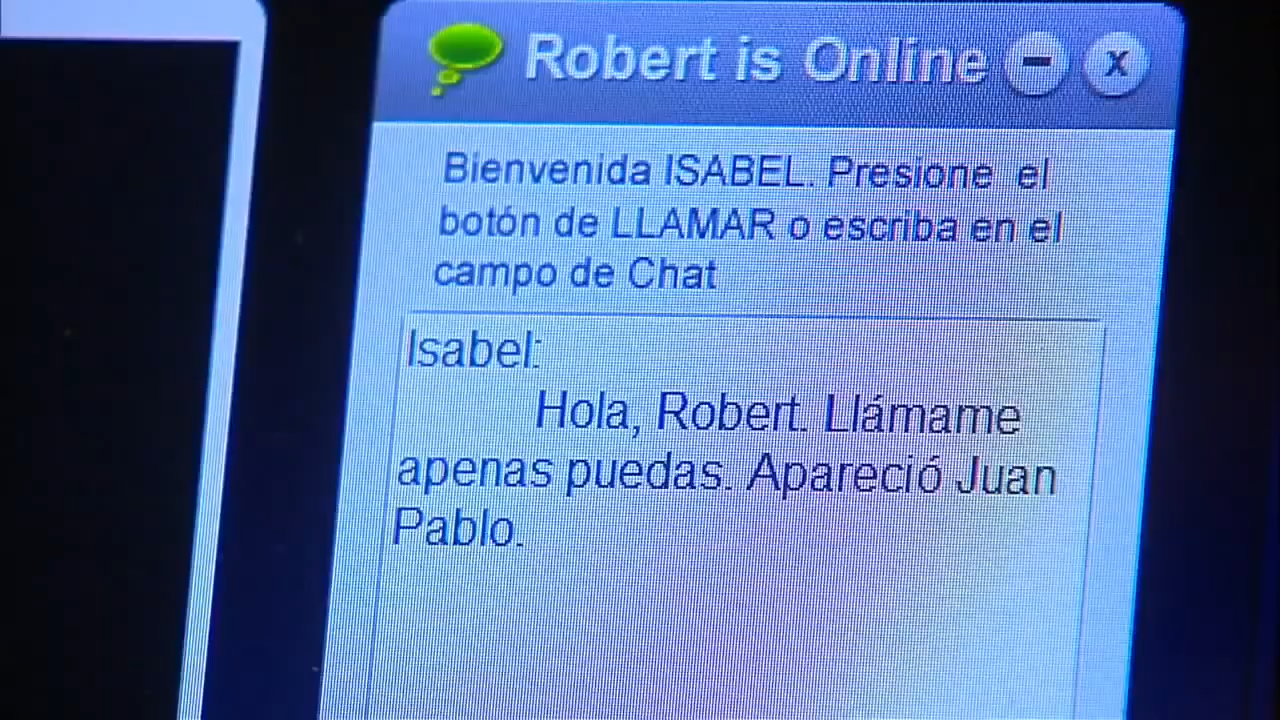 Robert is Online
Bienvenida ISABEL. Presione el
botón de LLAMAR o escriba en el
campo de Chat
Isabel:
Hola, Robert. Llámame
apenas puedas. Apareció Juan
Pablo.